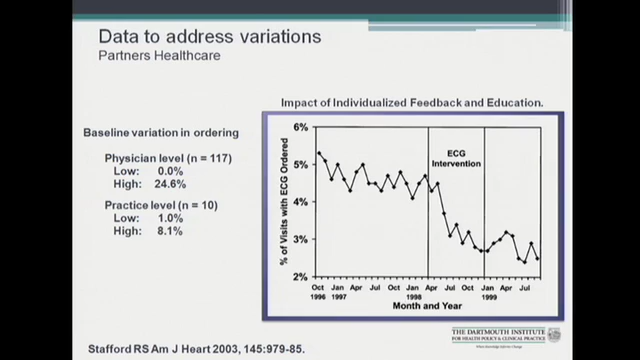 Data to address variations
Partners Healthcare
Impact of Individualized Feedback and Education.
Baseline variation in ordering
Physician level (n = 117)
Low: 0.0%
High: 24.6%
Practice level (n = 10)
Low: 1.0%
High: 8.1%
% of Visits with ECG Ordered
6%
5%
4%
3%
2%
ECG
Intervention
Oct Jan Apr Jul Oct Jan Apr Jul Oct Jan Apr Jul
1996 1997 1998 1999
Month and Year
THE DARTMOUTH INSTITUTE
FOR HEALTH POLICY & CLINICAL PRACTICE
Stafford RS Am J Heart 2003, 145:979-85.